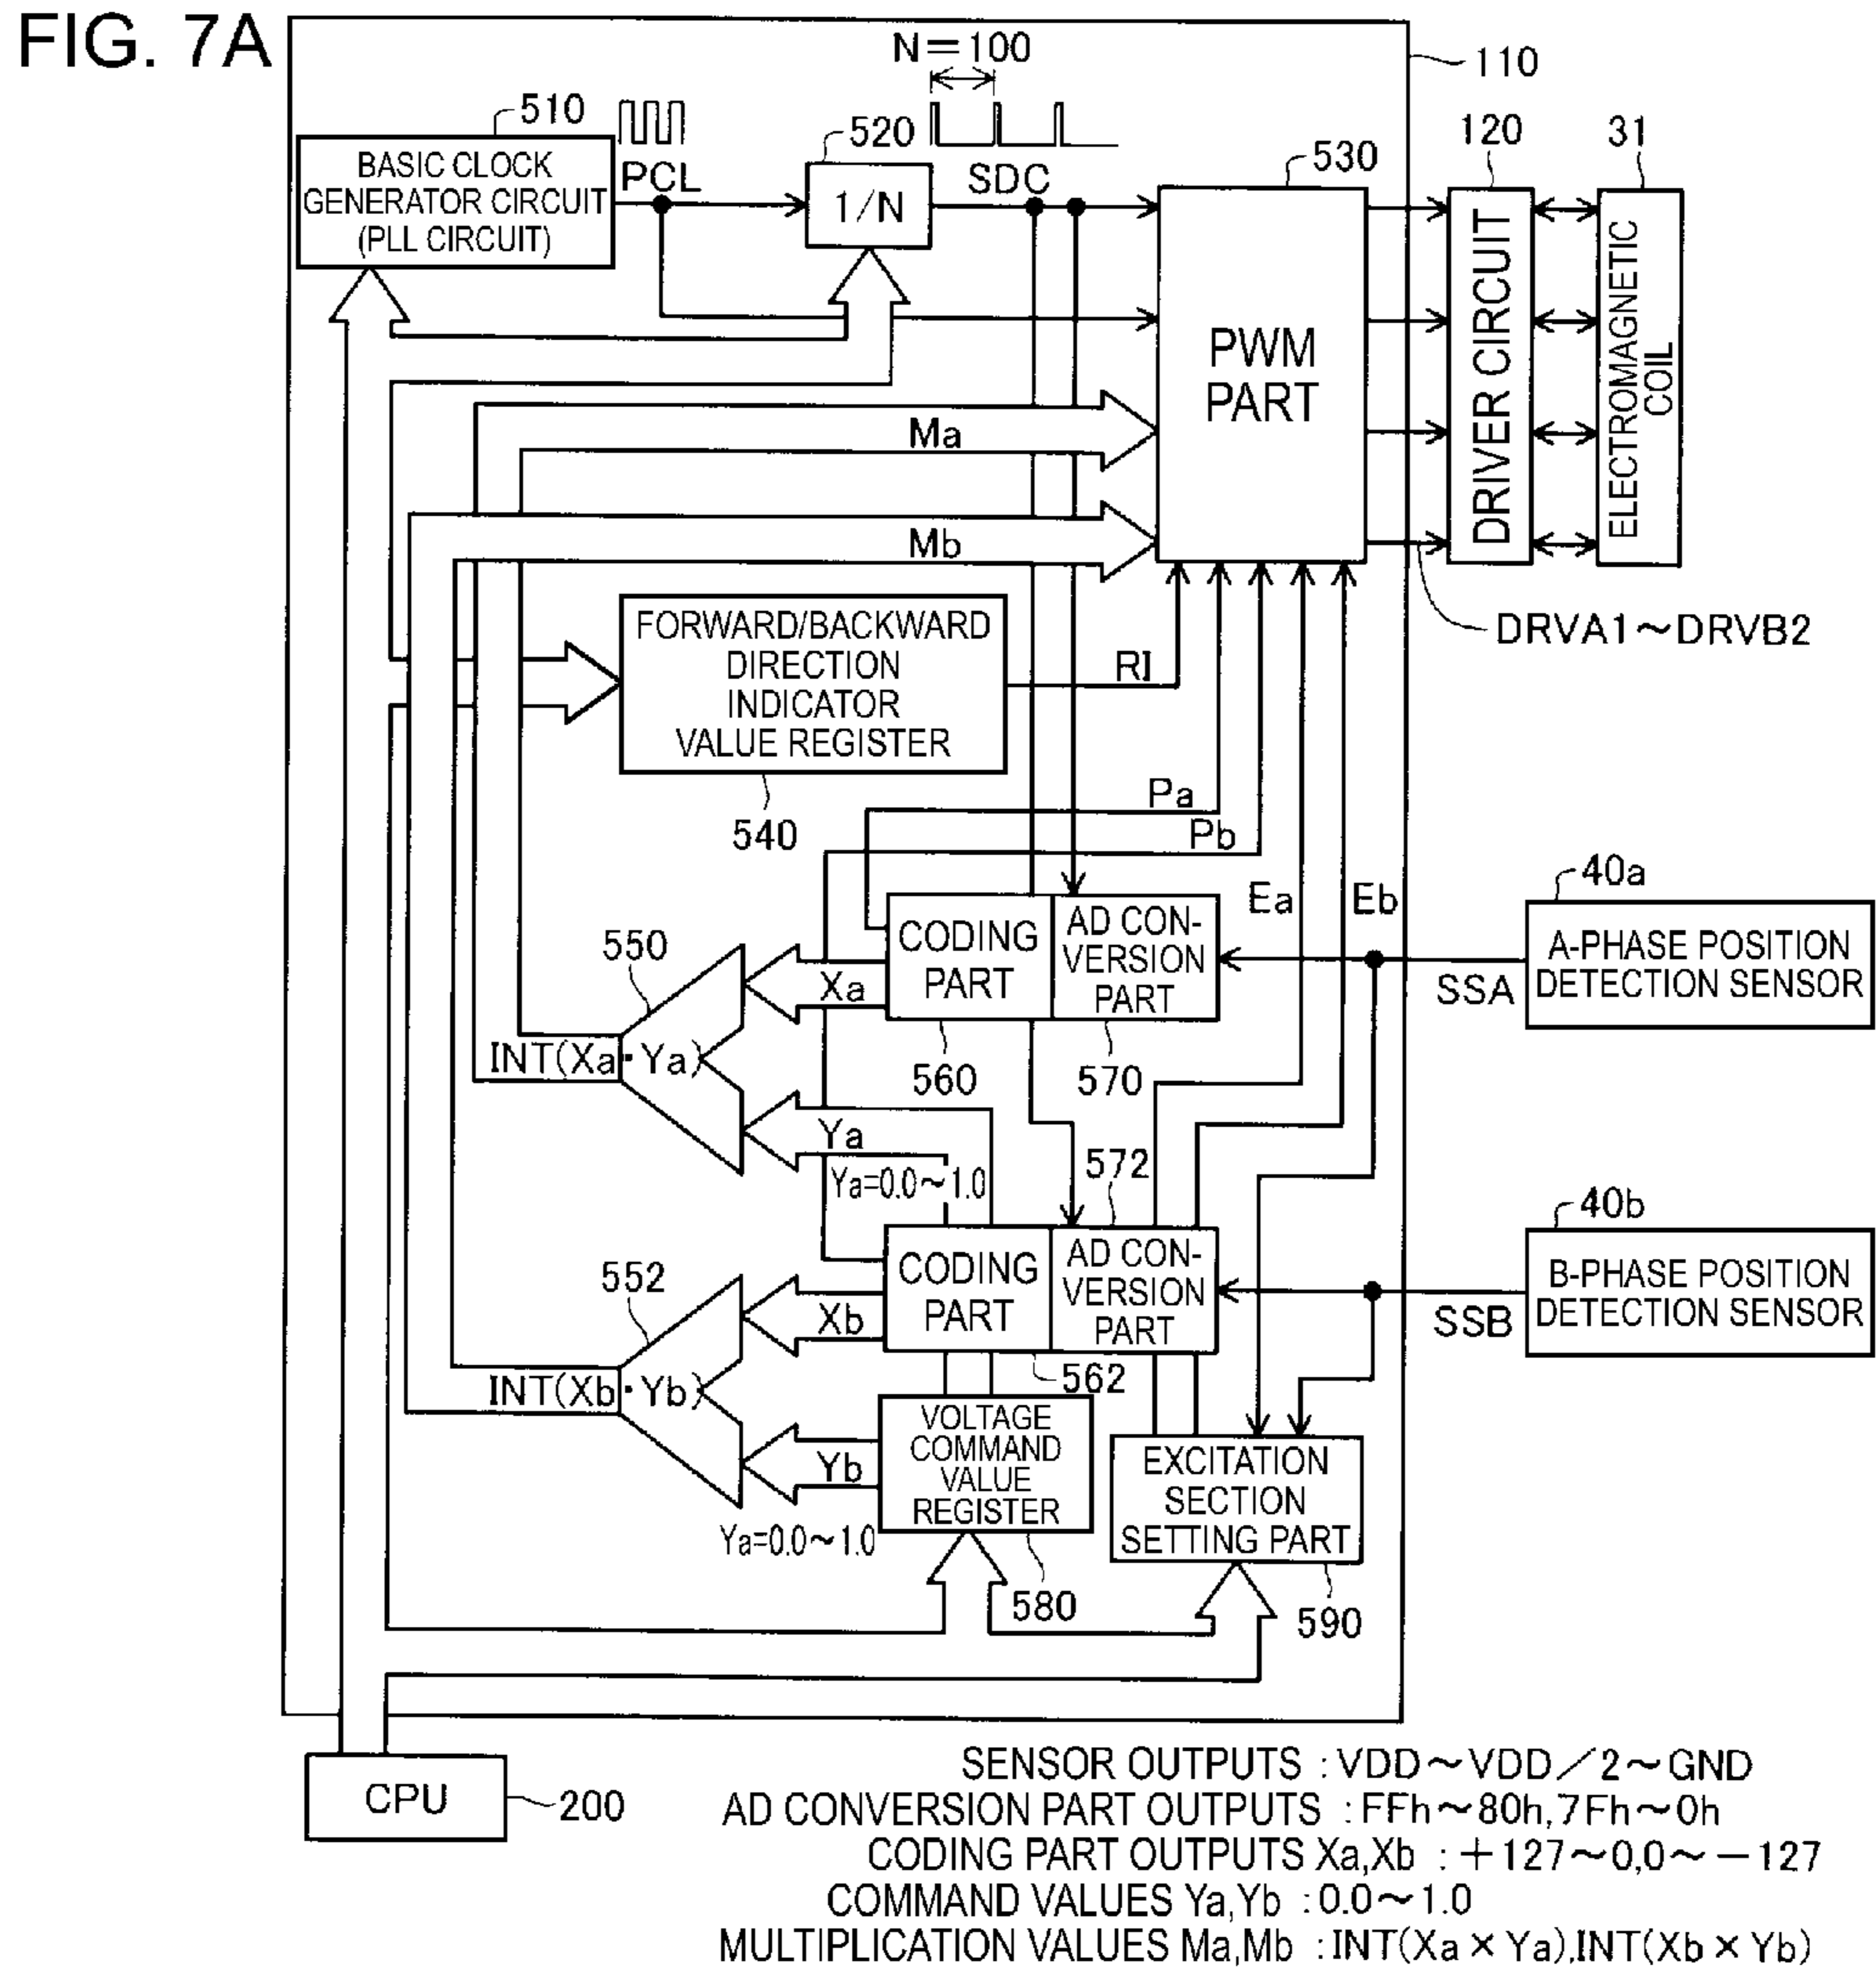 FIG. 7A
N=100
110
510
520
530
120
31
BASIC CLOCK
GENERATOR CIRCUIT
(PLL CIRCUIT)
PCL
1/N
SDC
PWM
PART
DRIVER CIRCUIT
ELECTROMAGNETIC
COIL
Ma
Mb
DRVA1~DRVB2
FORWARD/BACKWARD
DIRECTION
INDICATOR
VALUE REGISTER
RI
540
Pa
Pb
Ea
Eb
40a
A-PHASE POSITION
DETECTION SENSOR
SSA
550
CODING
PART
AD CON-
VERSION
PART
Xa
INT(Xa·Ya)
560
570
Ya
Ya=0.0~1.0
572
40b
B-PHASE POSITION
DETECTION SENSOR
SSB
552
CODING
PART
AD CON-
VERSION
PART
Xb
562
INT(Xb·Yb)
VOLTAGE
COMMAND
VALUE
REGISTER
Yb
Ya=0.0~1.0
EXCITATION
SECTION
SETTING PART
580
590
CPU
200
SENSOR OUTPUTS :VDD~VDD/2~GND
AD CONVERSION PART OUTPUTS :FFh~80h,7Fh~0h
CODING PART OUTPUTS Xa,Xb :+127~0,0~-127
COMMAND VALUES Ya,Yb :0.0~1.0
MULTIPLICATION VALUES Ma,Mb :INT(Xa×Ya),INT(Xb×Yb)